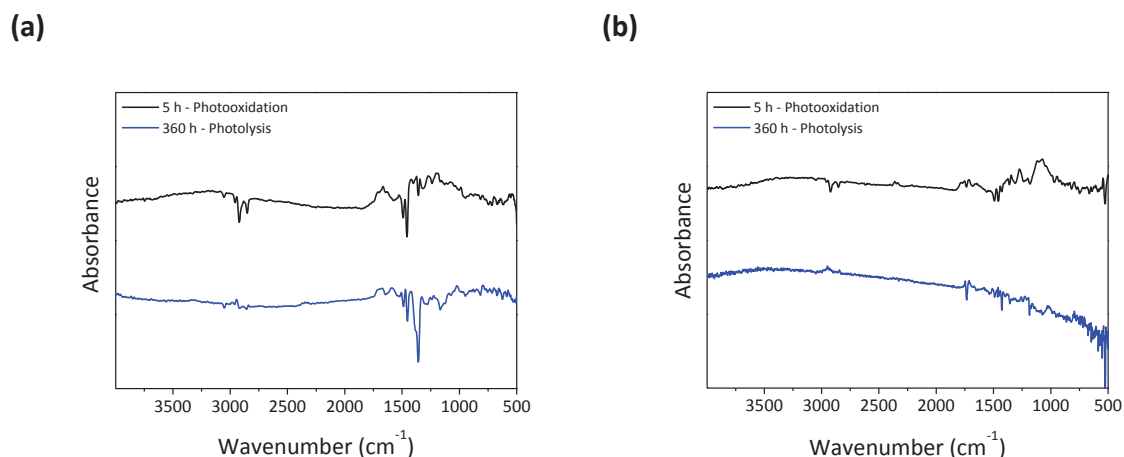 (a)
(b)
5 h - Photooxidation
360 h - Photolysis
Absorbance
3500 3000 2500 2000 1500 1000 500
Wavenumber (cm⁻¹)
5 h - Photooxidation
360 h - Photolysis
Absorbance
3500 3000 2500 2000 1500 1000 500
Wavenumber (cm⁻¹)